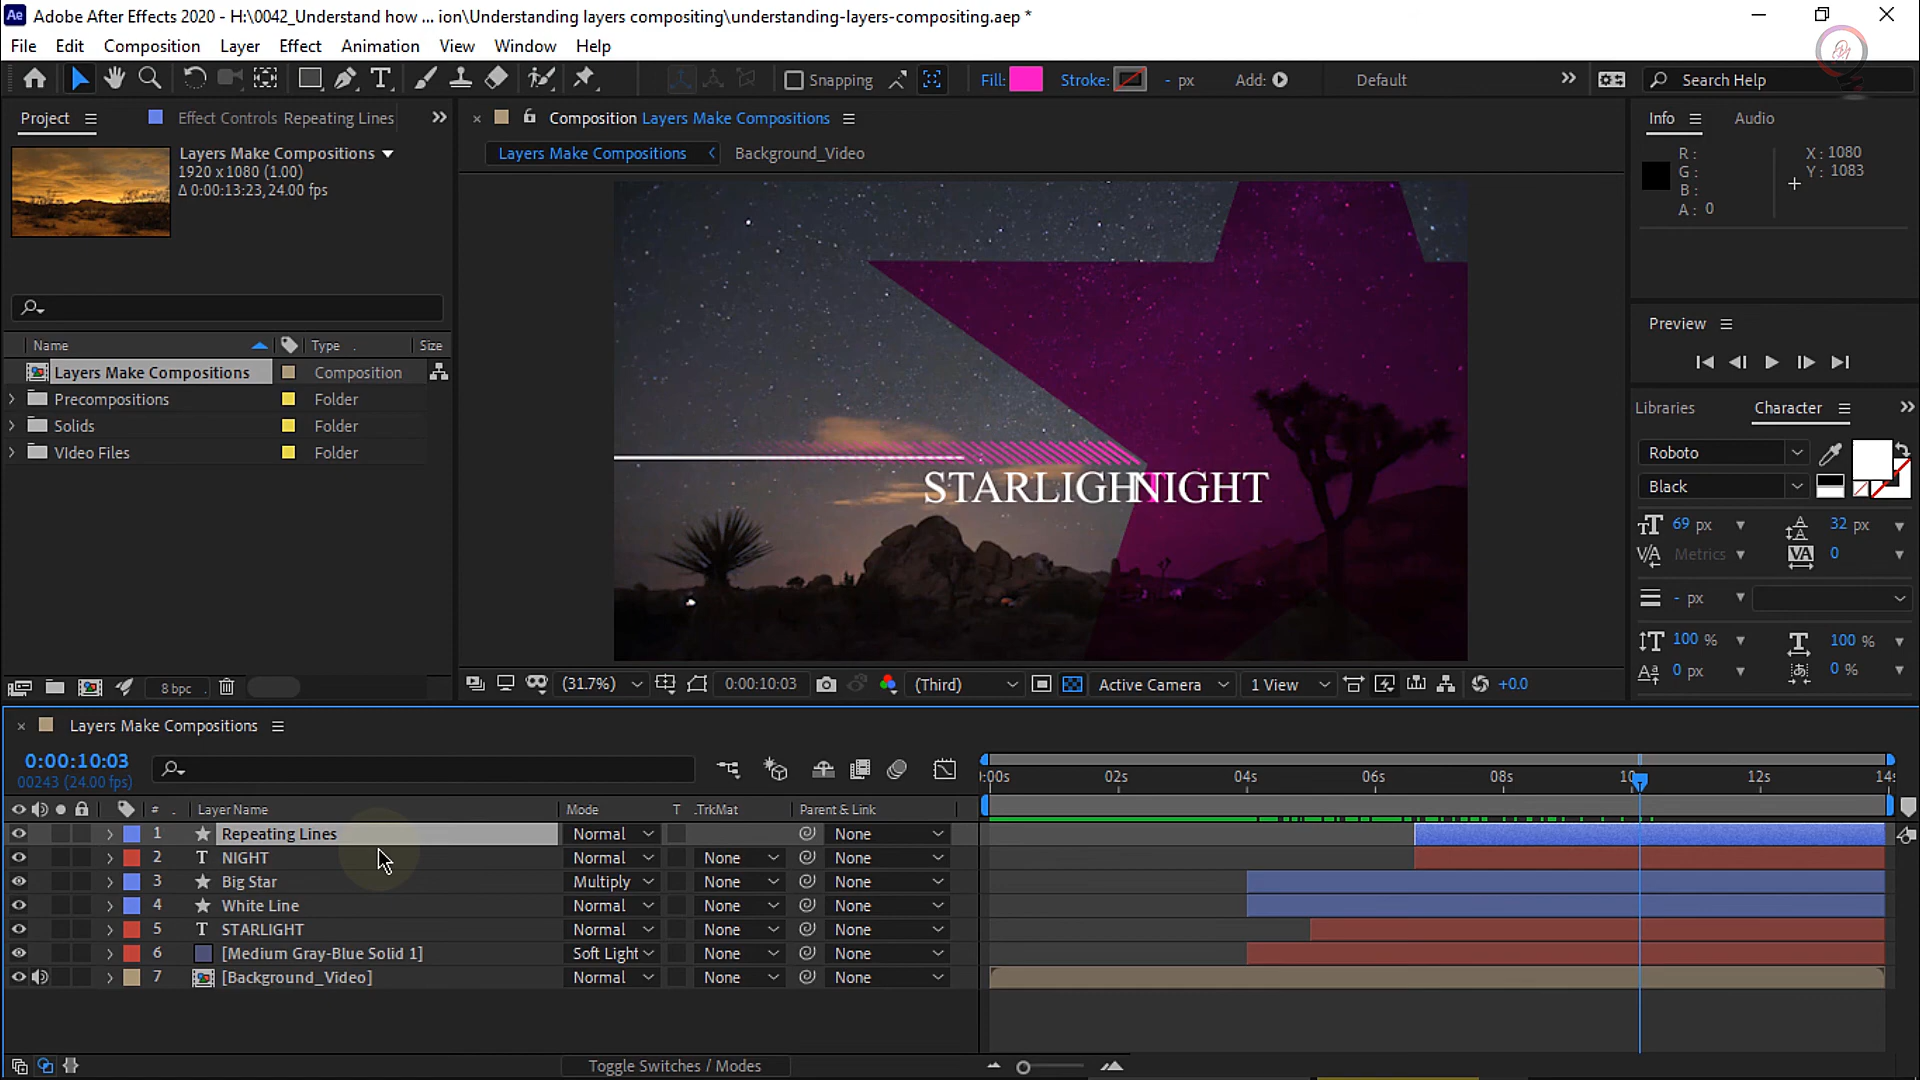 Ae Adobe After Effects 2020 - H:\0042_Understand how ... ion\Understanding layers compositing\understanding-layers-compositing.aep *
File Edit Composition Layer Effect Animation View Window Help
Snapping Fill: Stroke: - px Add: Default Search Help
Project Effect Controls Repeating Lines
Layers Make Compositions
1920 x 1080 (1.00)
Δ 0:00:13:23, 24.00 fps
Name Type Size
Layers Make Compositions Composition
Precompositions Folder
Solids Folder
VIdeo Files Folder
8 bpc
Composition Layers Make Compositions
Layers Make Compositions Background_Video
STARLIGH NIGHT
(31.7%) 0:00:10:03 (Third) Active Camera 1 View +0.0
Info Audio
R: X: 1080
G: Y: 1083
B:
A: 0
Preview
Libraries Character
Roboto
Black
69 px 32 px
Metrics 0
- px
100 % 100 %
0 px 0 %
Layers Make Compositions
0:00:10:03
00243 (24.00 fps)
:00s 02s 04s 06s 08s 10 12s 14s
# Layer Name Mode T .TrkMat Parent & Link
1 Repeating Lines Normal None
2 NIGHT Normal None None
3 Big Star Multiply None None
4 White Line Normal None None
5 STARLIGHT Normal None None
6 [Medium Gray-Blue Solid 1] Soft Light None None
7 [Background_Video] Normal None None
Toggle Switches / Modes